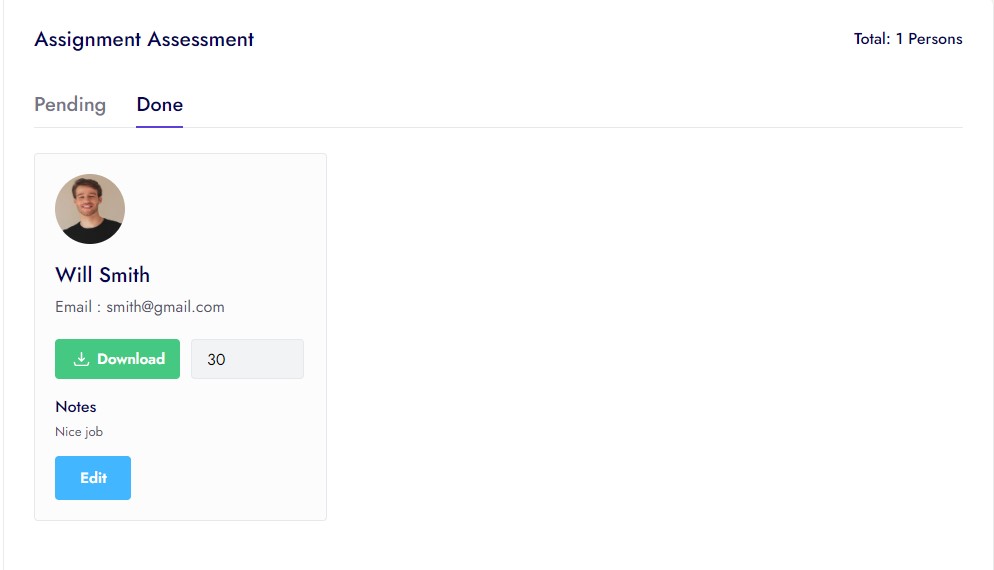 Assignment Assessment
Total: 1 Persons
Pending Done
Will Smith
Email : smith@gmail.com
Download 30
Notes
Nice job
Edit